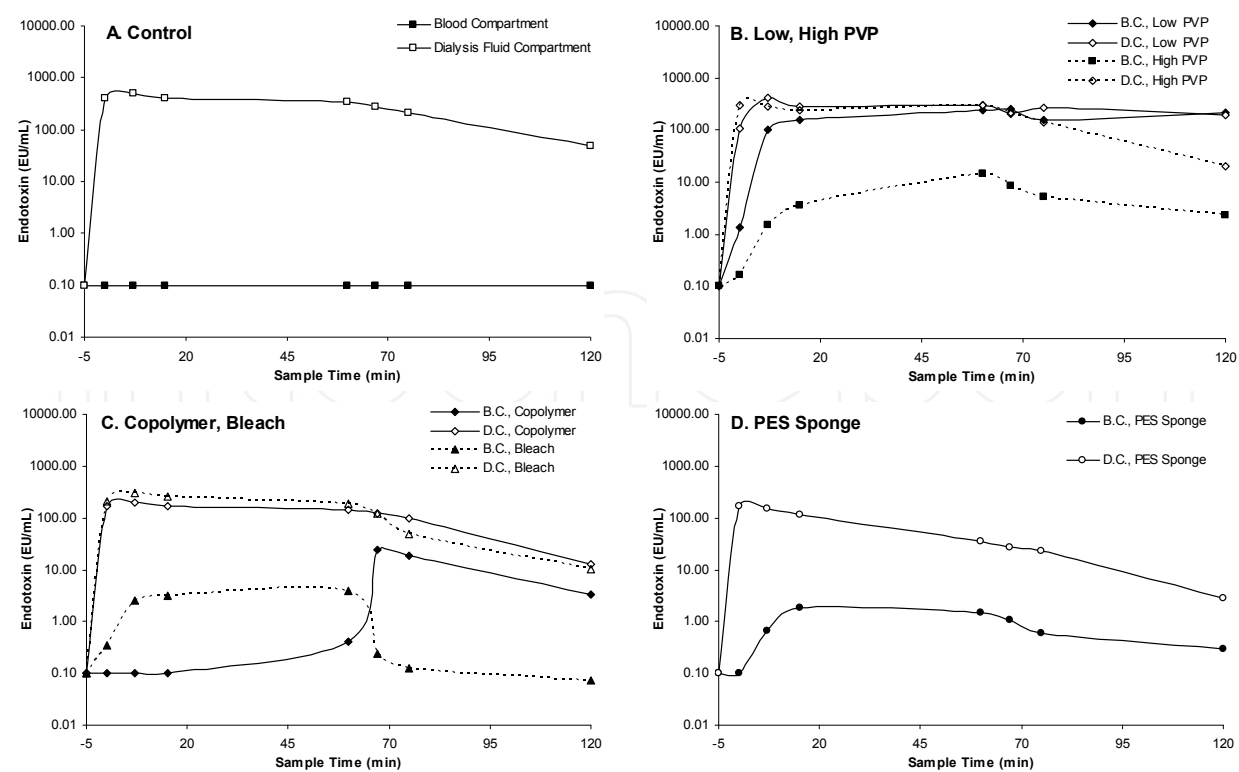 A. Control
Blood Compartment
Dialysis Fluid Compartment
10000.00
1000.00
100.00
10.00
1.00
0.10
0.01
Endotoxin (EU/mL)
-5 20 45 70 95 120
Sample Time (min)
B. Low, High PVP
B.C., Low PVP
D.C., Low PVP
B.C., High PVP
D.C., High PVP
10000.00
1000.00
100.00
10.00
1.00
0.10
0.01
Endotoxin (EU/mL)
-5 20 45 70 95 120
Sample Time (min)
C. Copolymer, Bleach
B.C., Copolymer
D.C., Copolymer
B.C., Bleach
D.C., Bleach
10000.00
1000.00
100.00
10.00
1.00
0.10
0.01
Endotoxin (EU/mL)
-5 20 45 70 95 120
Sample Time (min)
D. PES Sponge
B.C., PES Sponge
D.C., PES Sponge
10000.00
1000.00
100.00
10.00
1.00
0.10
0.01
Endotoxin (EU/mL)
-5 20 45 70 95 120
Sample Time (min)